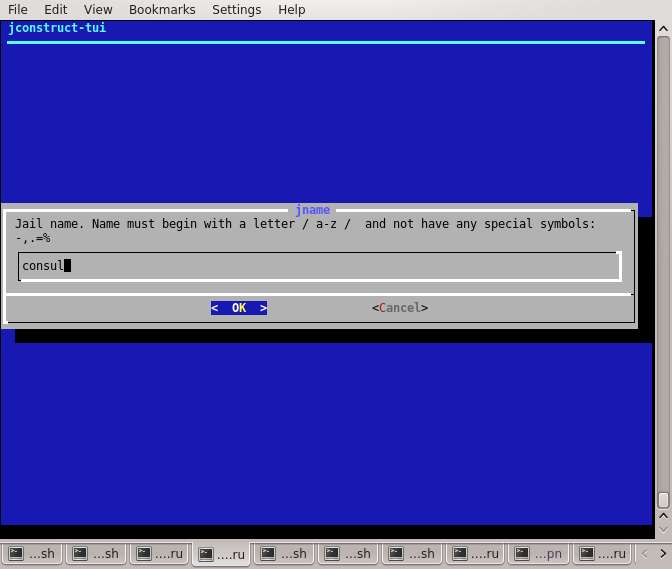 File Edit View Bookmarks Settings Help
jconstruct-tui
jname
Jail name. Name must begin with a letter / a-z /  and not have any special symbols:
-,.=%
consul
<  OK  > <Cancel>
...sh ...sh ....ru ....ru ...sh ...sh ...sh ....ru ...pn ....ru